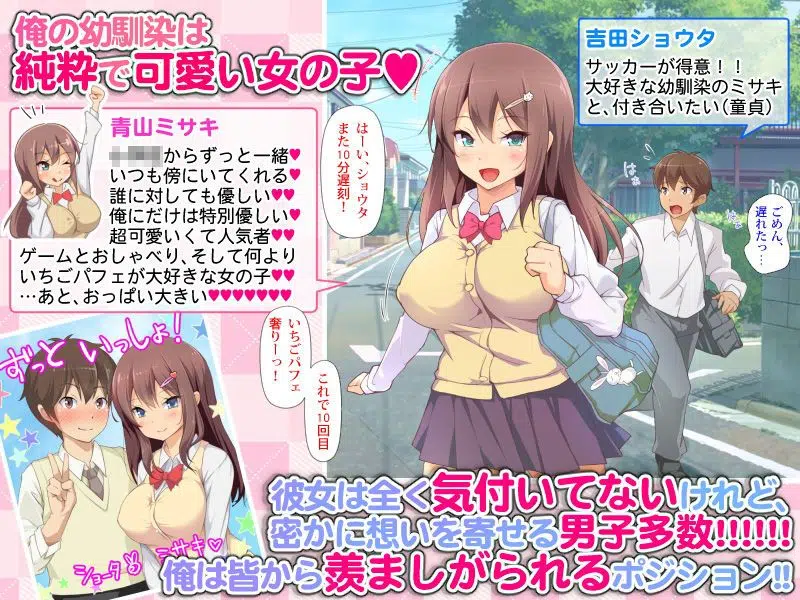 俺の幼馴染は
純粋で可愛い女の子♥
青山ミサキ
からずっと一緒♥
いつも傍にいてくれる♥
誰に対しても優しい♥♥
俺にだけは特別優しい♥
超可愛いくて人気者♥♥
ゲームとおしゃべり、そして何より
いちごパフェが大好きな女の子♥♥
…あと、おっぱい大きい♥♥♥♥♥♥♥
吉田ショウタ
サッカーが得意！！
大好きな幼馴染のミサキ
と、付き合いたい（童貞）
はーい、ショウタ
また10分遅刻！
はぁ
はぁ
ごめん、
遅れたっ…
これで10回目
いちごパフェ
奢りーっ！
ずっと いっしょ！
ショータ
ミサキ♡
彼女は全く気付いてないけれど、
密かに想いを寄せる男子多数!!!!!!
俺は皆から羨ましがられるポジション!!